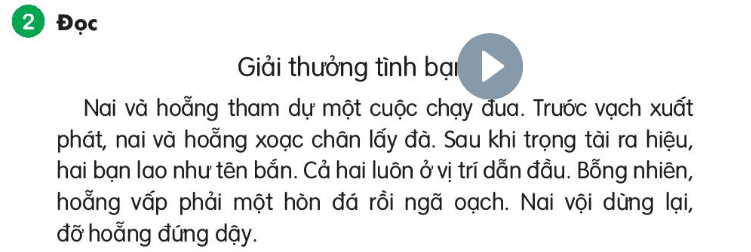 2 Đọc
Giải thưởng tình bạn
Nai và hoẵng tham dự một cuộc chạy đua. Trước vạch xuất
phát, nai và hoẵng xoạc chân lấy đà. Sau khi trọng tài ra hiệu,
hai bạn lao như tên bắn. Cả hai luôn ở vị trí dẫn đầu. Bỗng nhiên,
hoẵng vấp phải một hòn đá rồi ngã oạch. Nai vội dừng lại,
đỡ hoẵng đứng dậy.